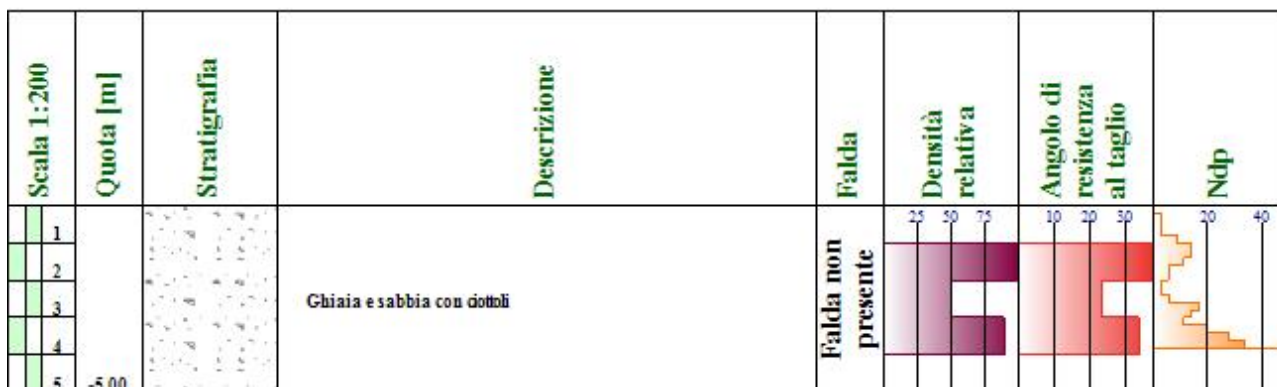 Scala 1:200
Quota [m]
Stratigrafia
Descrizione
Falda
Densità
relativa
Angolo di
resistenza
al taglio
Ndp
25 50 75
10 20 30
20 40
1
2
3
4
5
-5.00
Ghiaia e sabbia con ciottoli
Falda non
presente